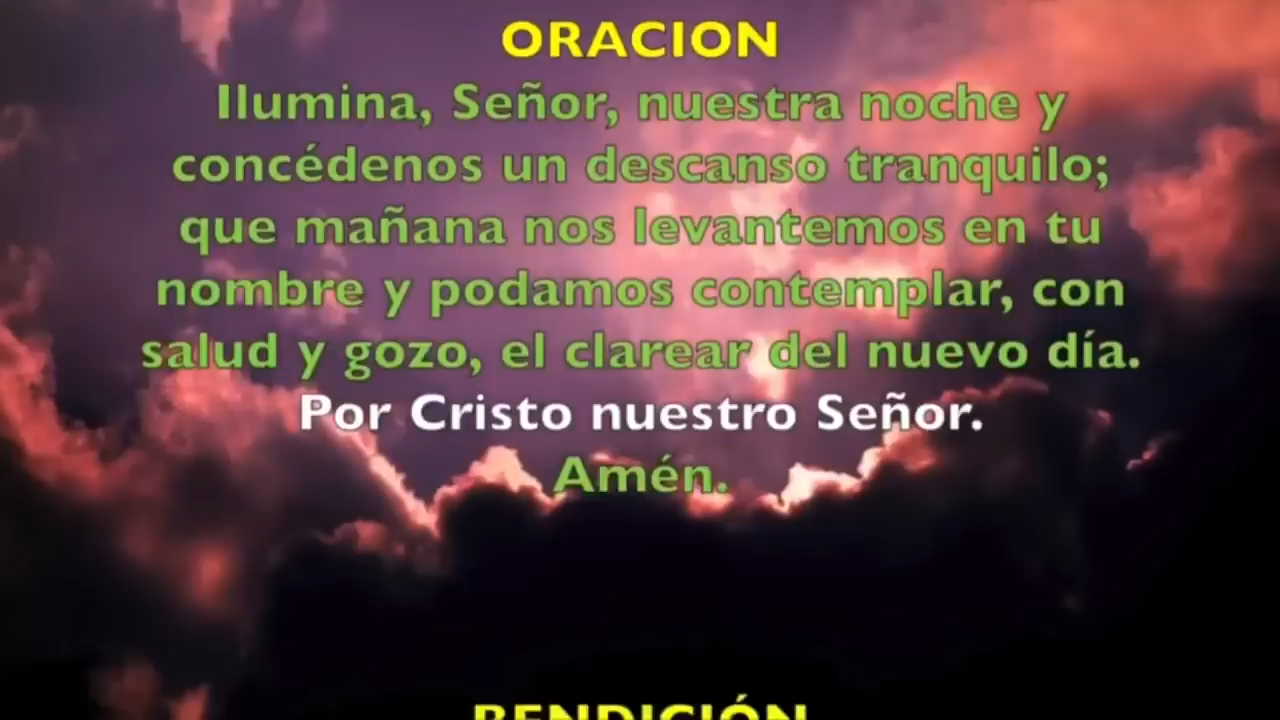 ORACION
Ilumina, Señor, nuestra noche y
concédenos un descanso tranquilo;
que mañana nos levantemos en tu
nombre y podamos contemplar, con
salud y gozo, el clarear del nuevo día.
Por Cristo nuestro Señor.
Amén.
BENDICIÓN